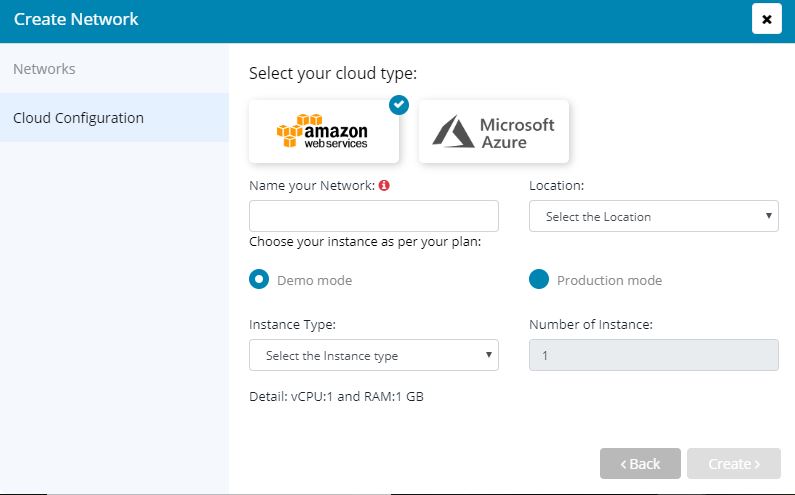 Create Network
Networks
Cloud Configuration
Select your cloud type:
amazon
webservices
Microsoft
Azure
Name your Network:
Location:
Select the Location
Choose your instance as per your plan:
Demo mode
Production mode
Instance Type:
Number of Instance:
Select the Instance type
1
Detail: vCPU:1 and RAM:1 GB
‹ Back
Create ›